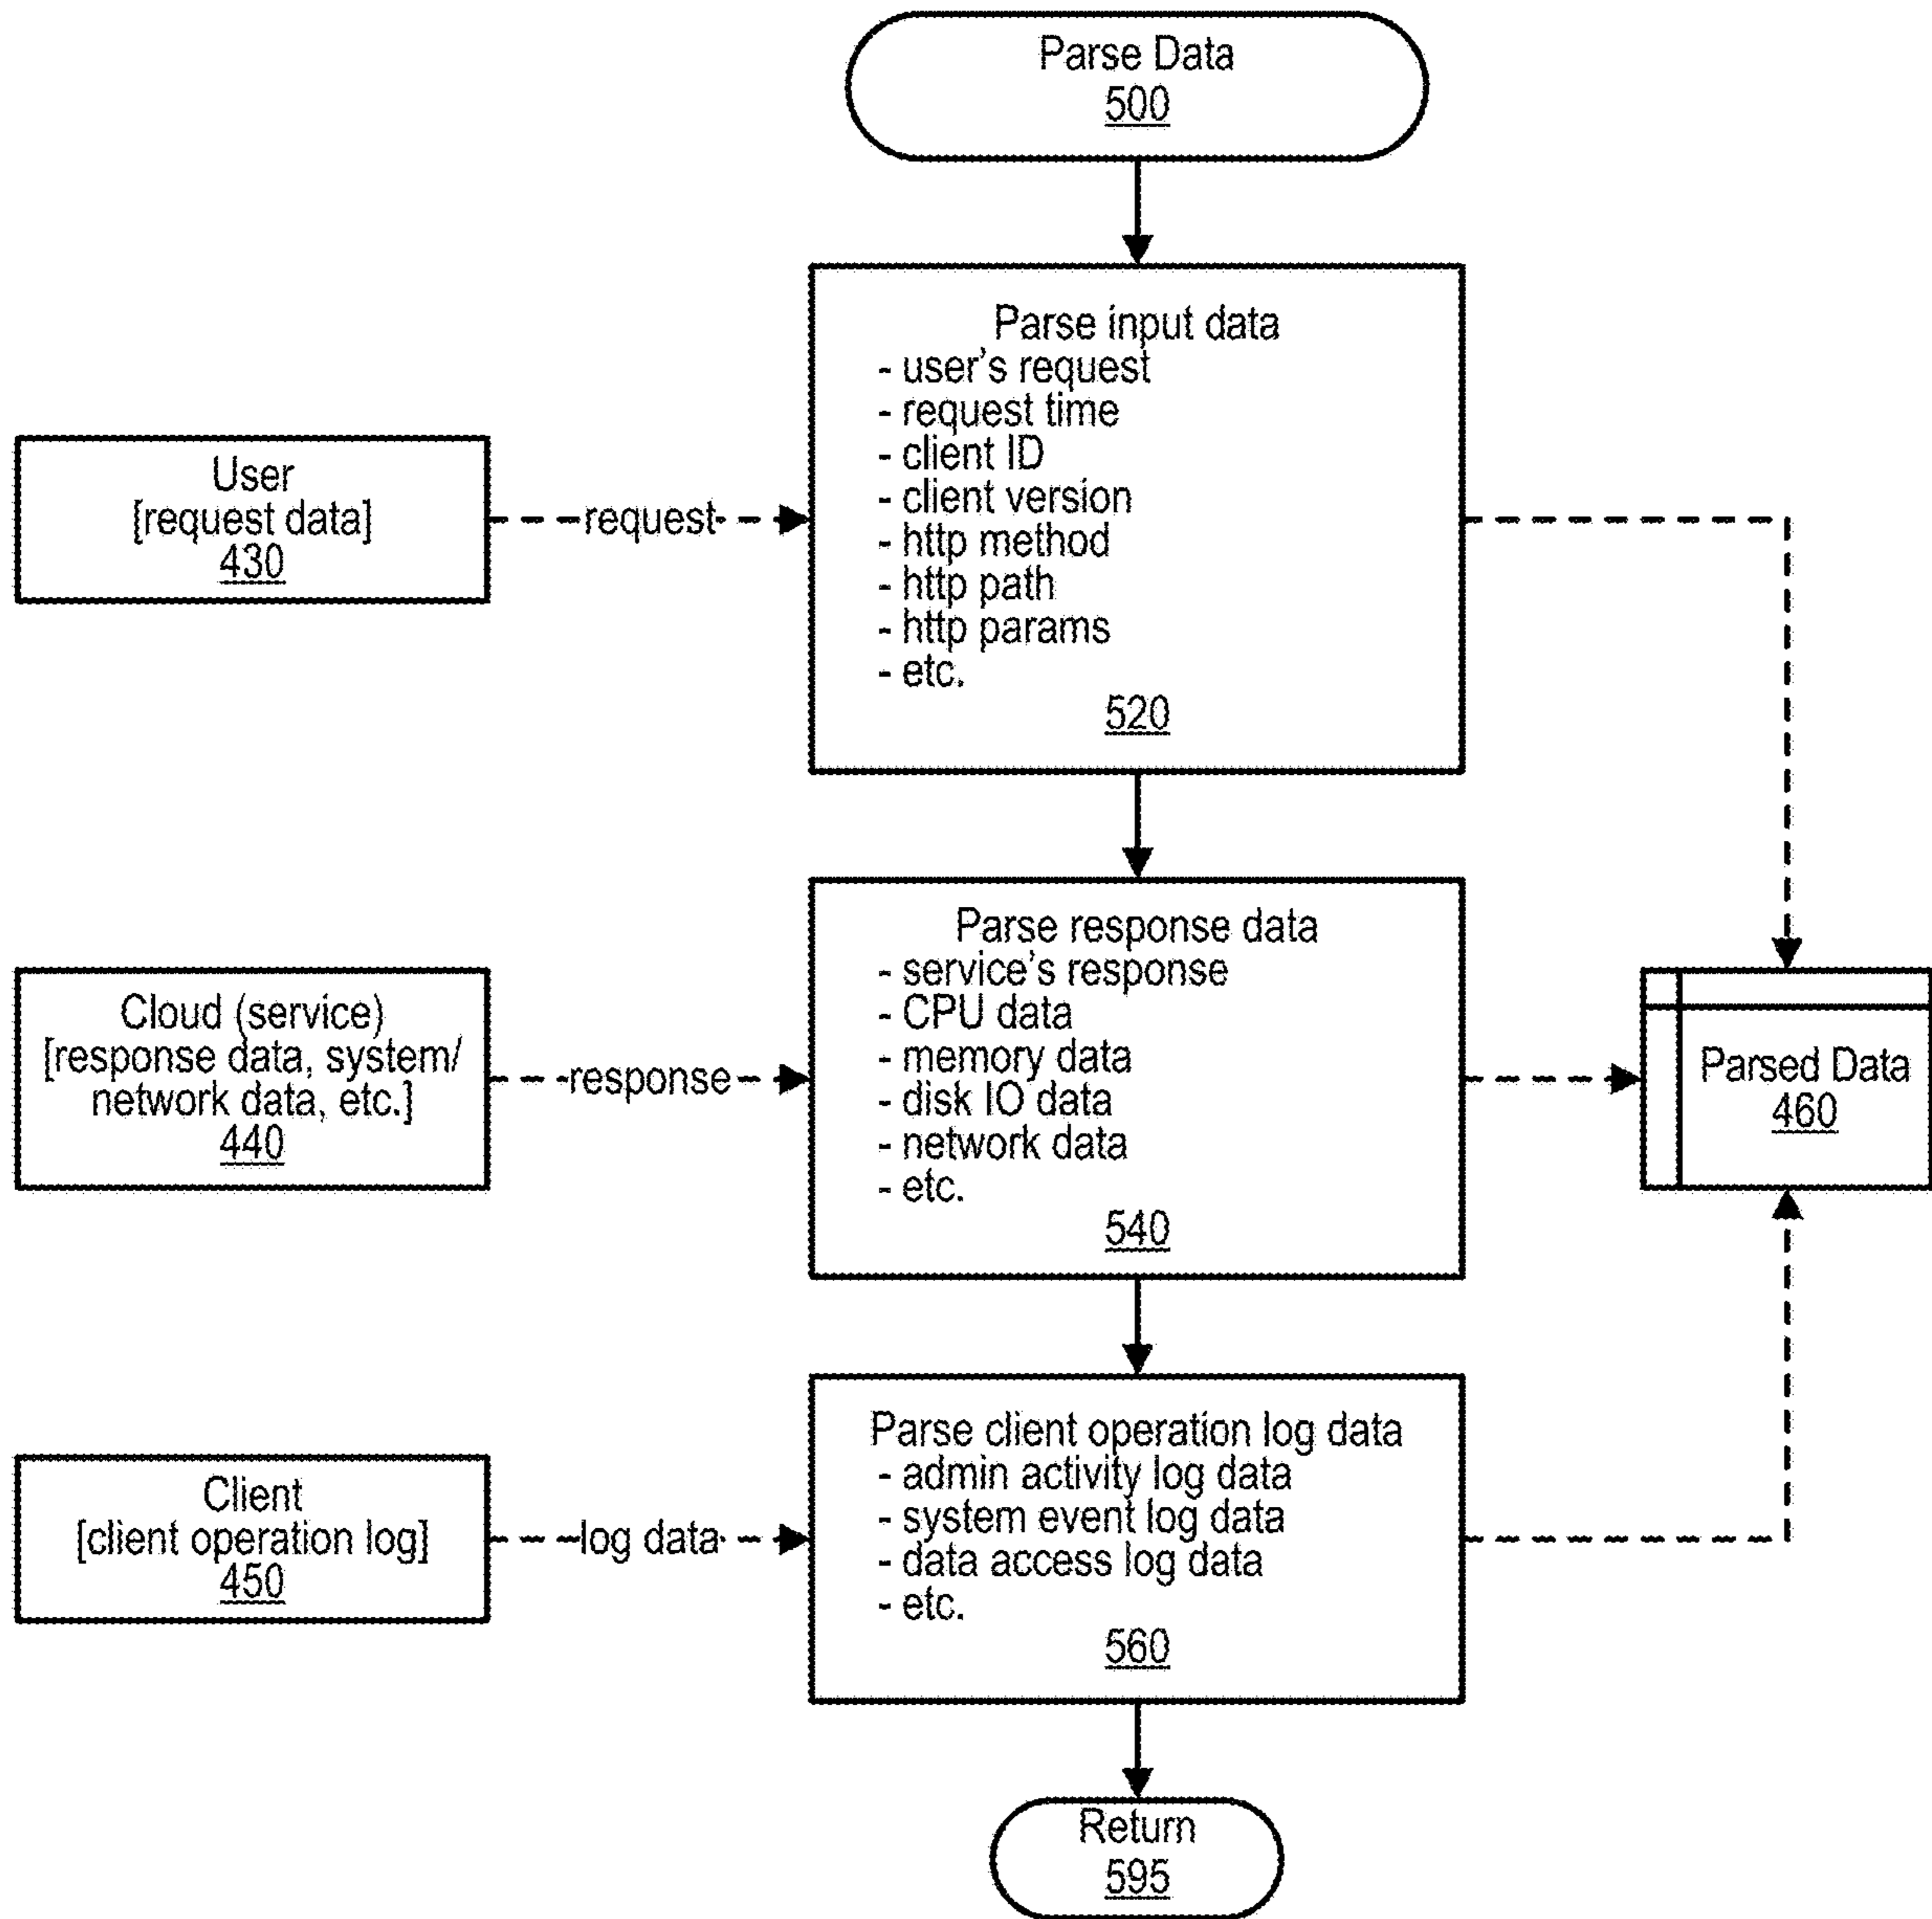 Parse Data
500
Parse input data
- user's request
- request time
- client ID
- client version
- http method
- http path
- http params
- etc.
520
User
[request data]
430
request
Parse response data
- service's response
- CPU data
- memory data
- disk IO data
- network data
- etc.
540
Cloud (service)
[response data, system/
network data, etc.]
440
response
Parsed Data
460
Parse client operation log data
- admin activity log data
- system event log data
- data access log data
- etc.
560
Client
[client operation log]
450
log data
Return
595